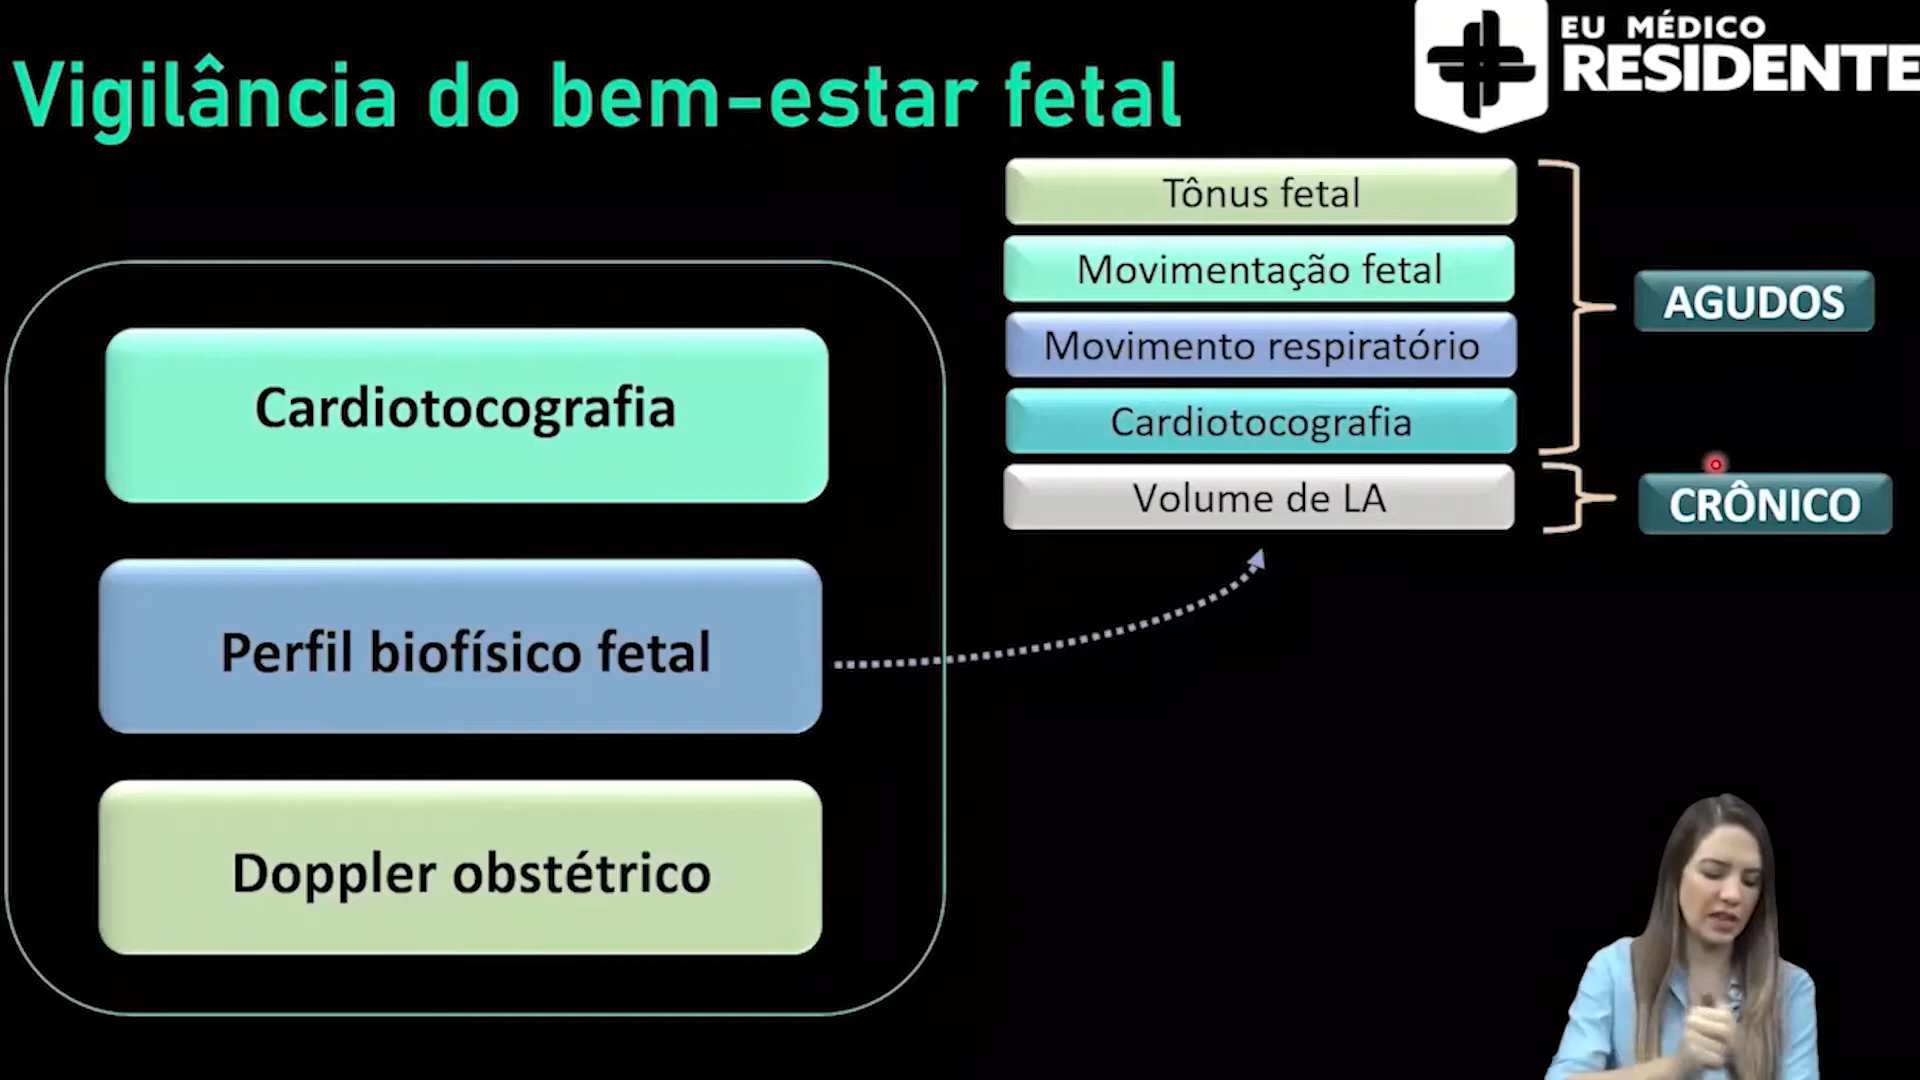 Vigilância do bem-estar fetal
EU MÉDICO
RESIDENTE
Tônus fetal
Movimentação fetal
Movimento respiratório
Cardiotocografia
Volume de LA
AGUDOS
CRÔNICO
Cardiotocografia
Perfil biofísico fetal
Doppler obstétrico